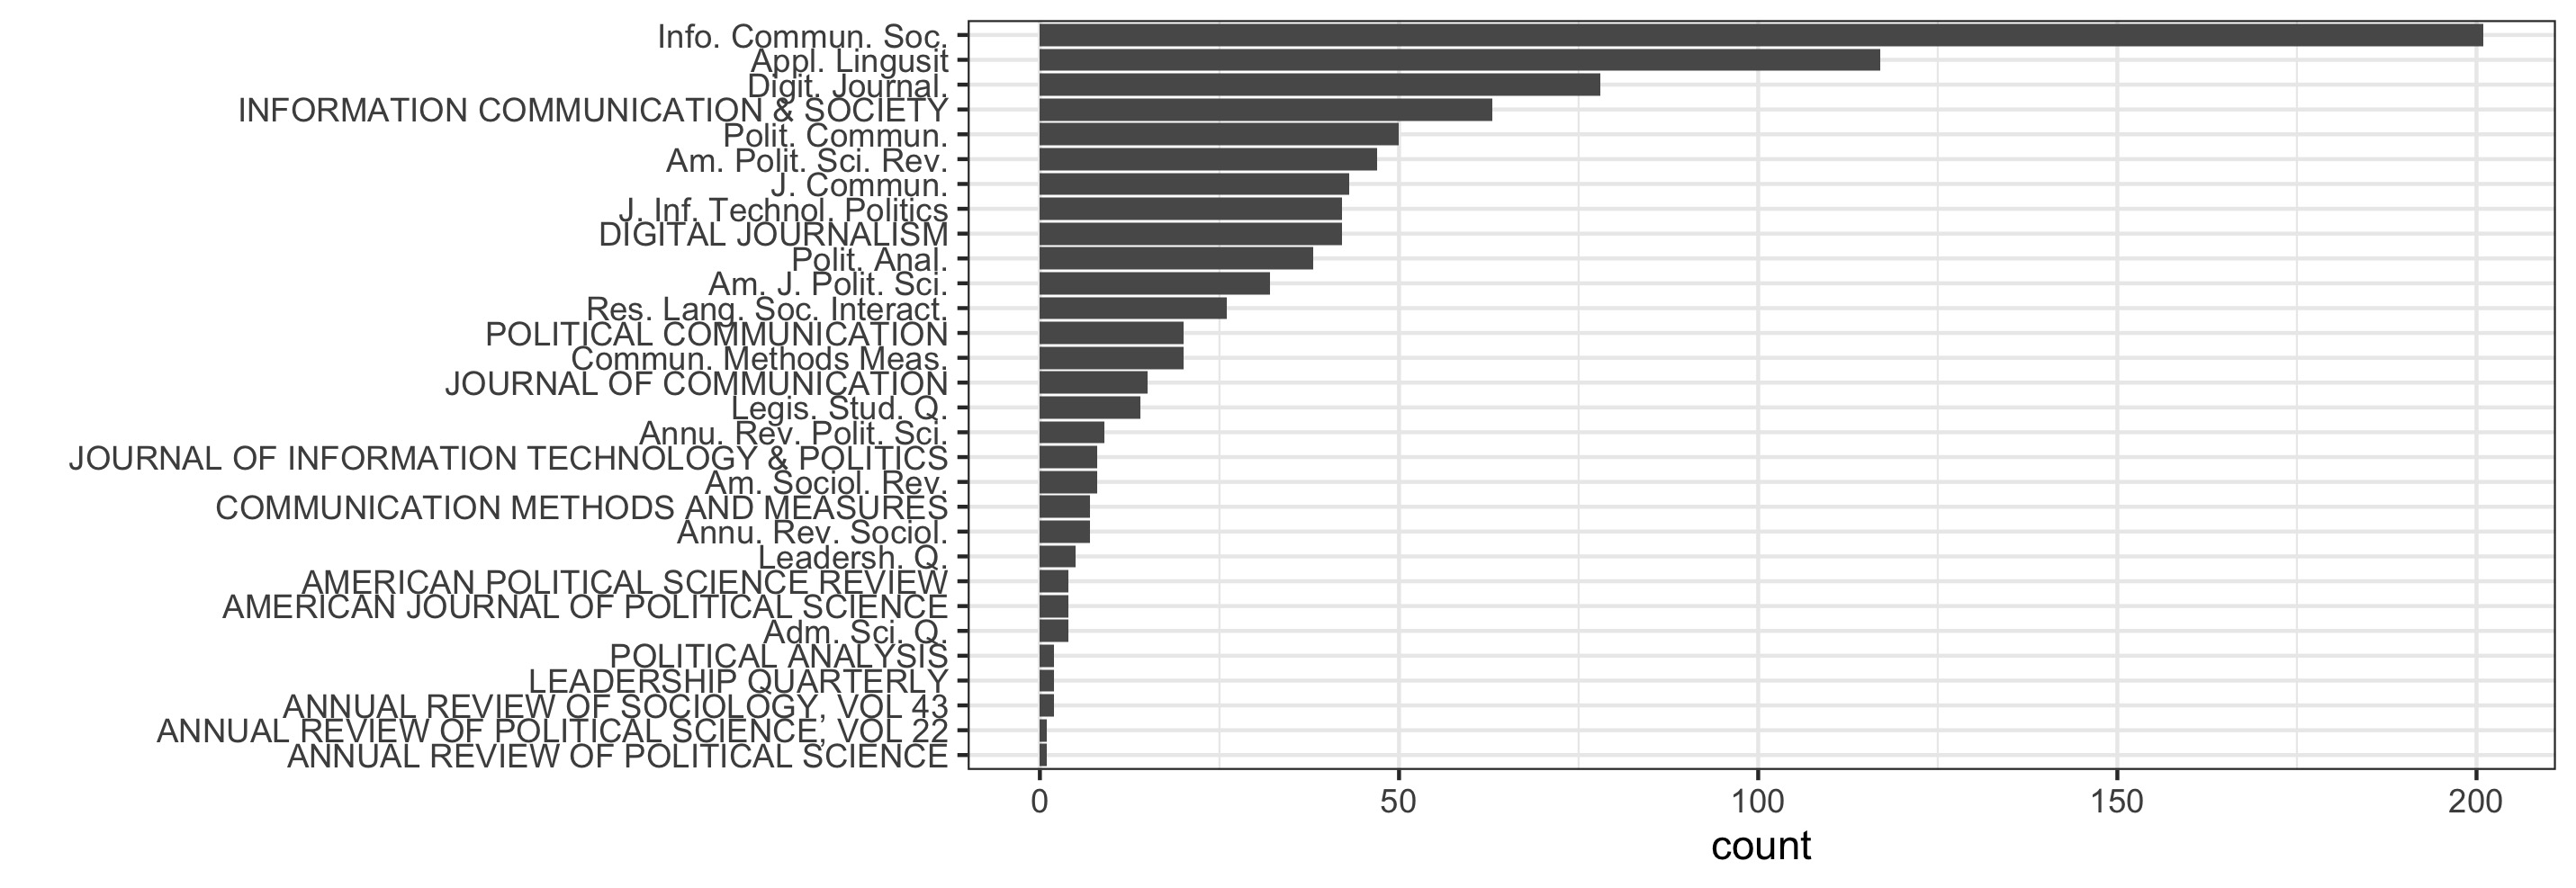 Info. Commun. Soc.
Appl. Lingusit
Digit. Journal.
INFORMATION COMMUNICATION & SOCIETY
Polit. Commun.
Am. Polit. Sci. Rev.
J. Commun.
J. Inf. Technol. Politics
DIGITAL JOURNALISM
Polit. Anal.
Am. J. Polit. Sci.
Res. Lang. Soc. Interact.
POLITICAL COMMUNICATION
Commun. Methods Meas.
JOURNAL OF COMMUNICATION
Legis. Stud. Q.
Annu. Rev. Polit. Sci.
JOURNAL OF INFORMATION TECHNOLOGY & POLITICS
Am. Sociol. Rev.
COMMUNICATION METHODS AND MEASURES
Annu. Rev. Sociol.
Leadersh. Q.
AMERICAN POLITICAL SCIENCE REVIEW
AMERICAN JOURNAL OF POLITICAL SCIENCE
Adm. Sci. Q.
POLITICAL ANALYSIS
LEADERSHIP QUARTERLY
ANNUAL REVIEW OF SOCIOLOGY, VOL 43
ANNUAL REVIEW OF POLITICAL SCIENCE, VOL 22
ANNUAL REVIEW OF POLITICAL SCIENCE
0 50 100 150 200
count